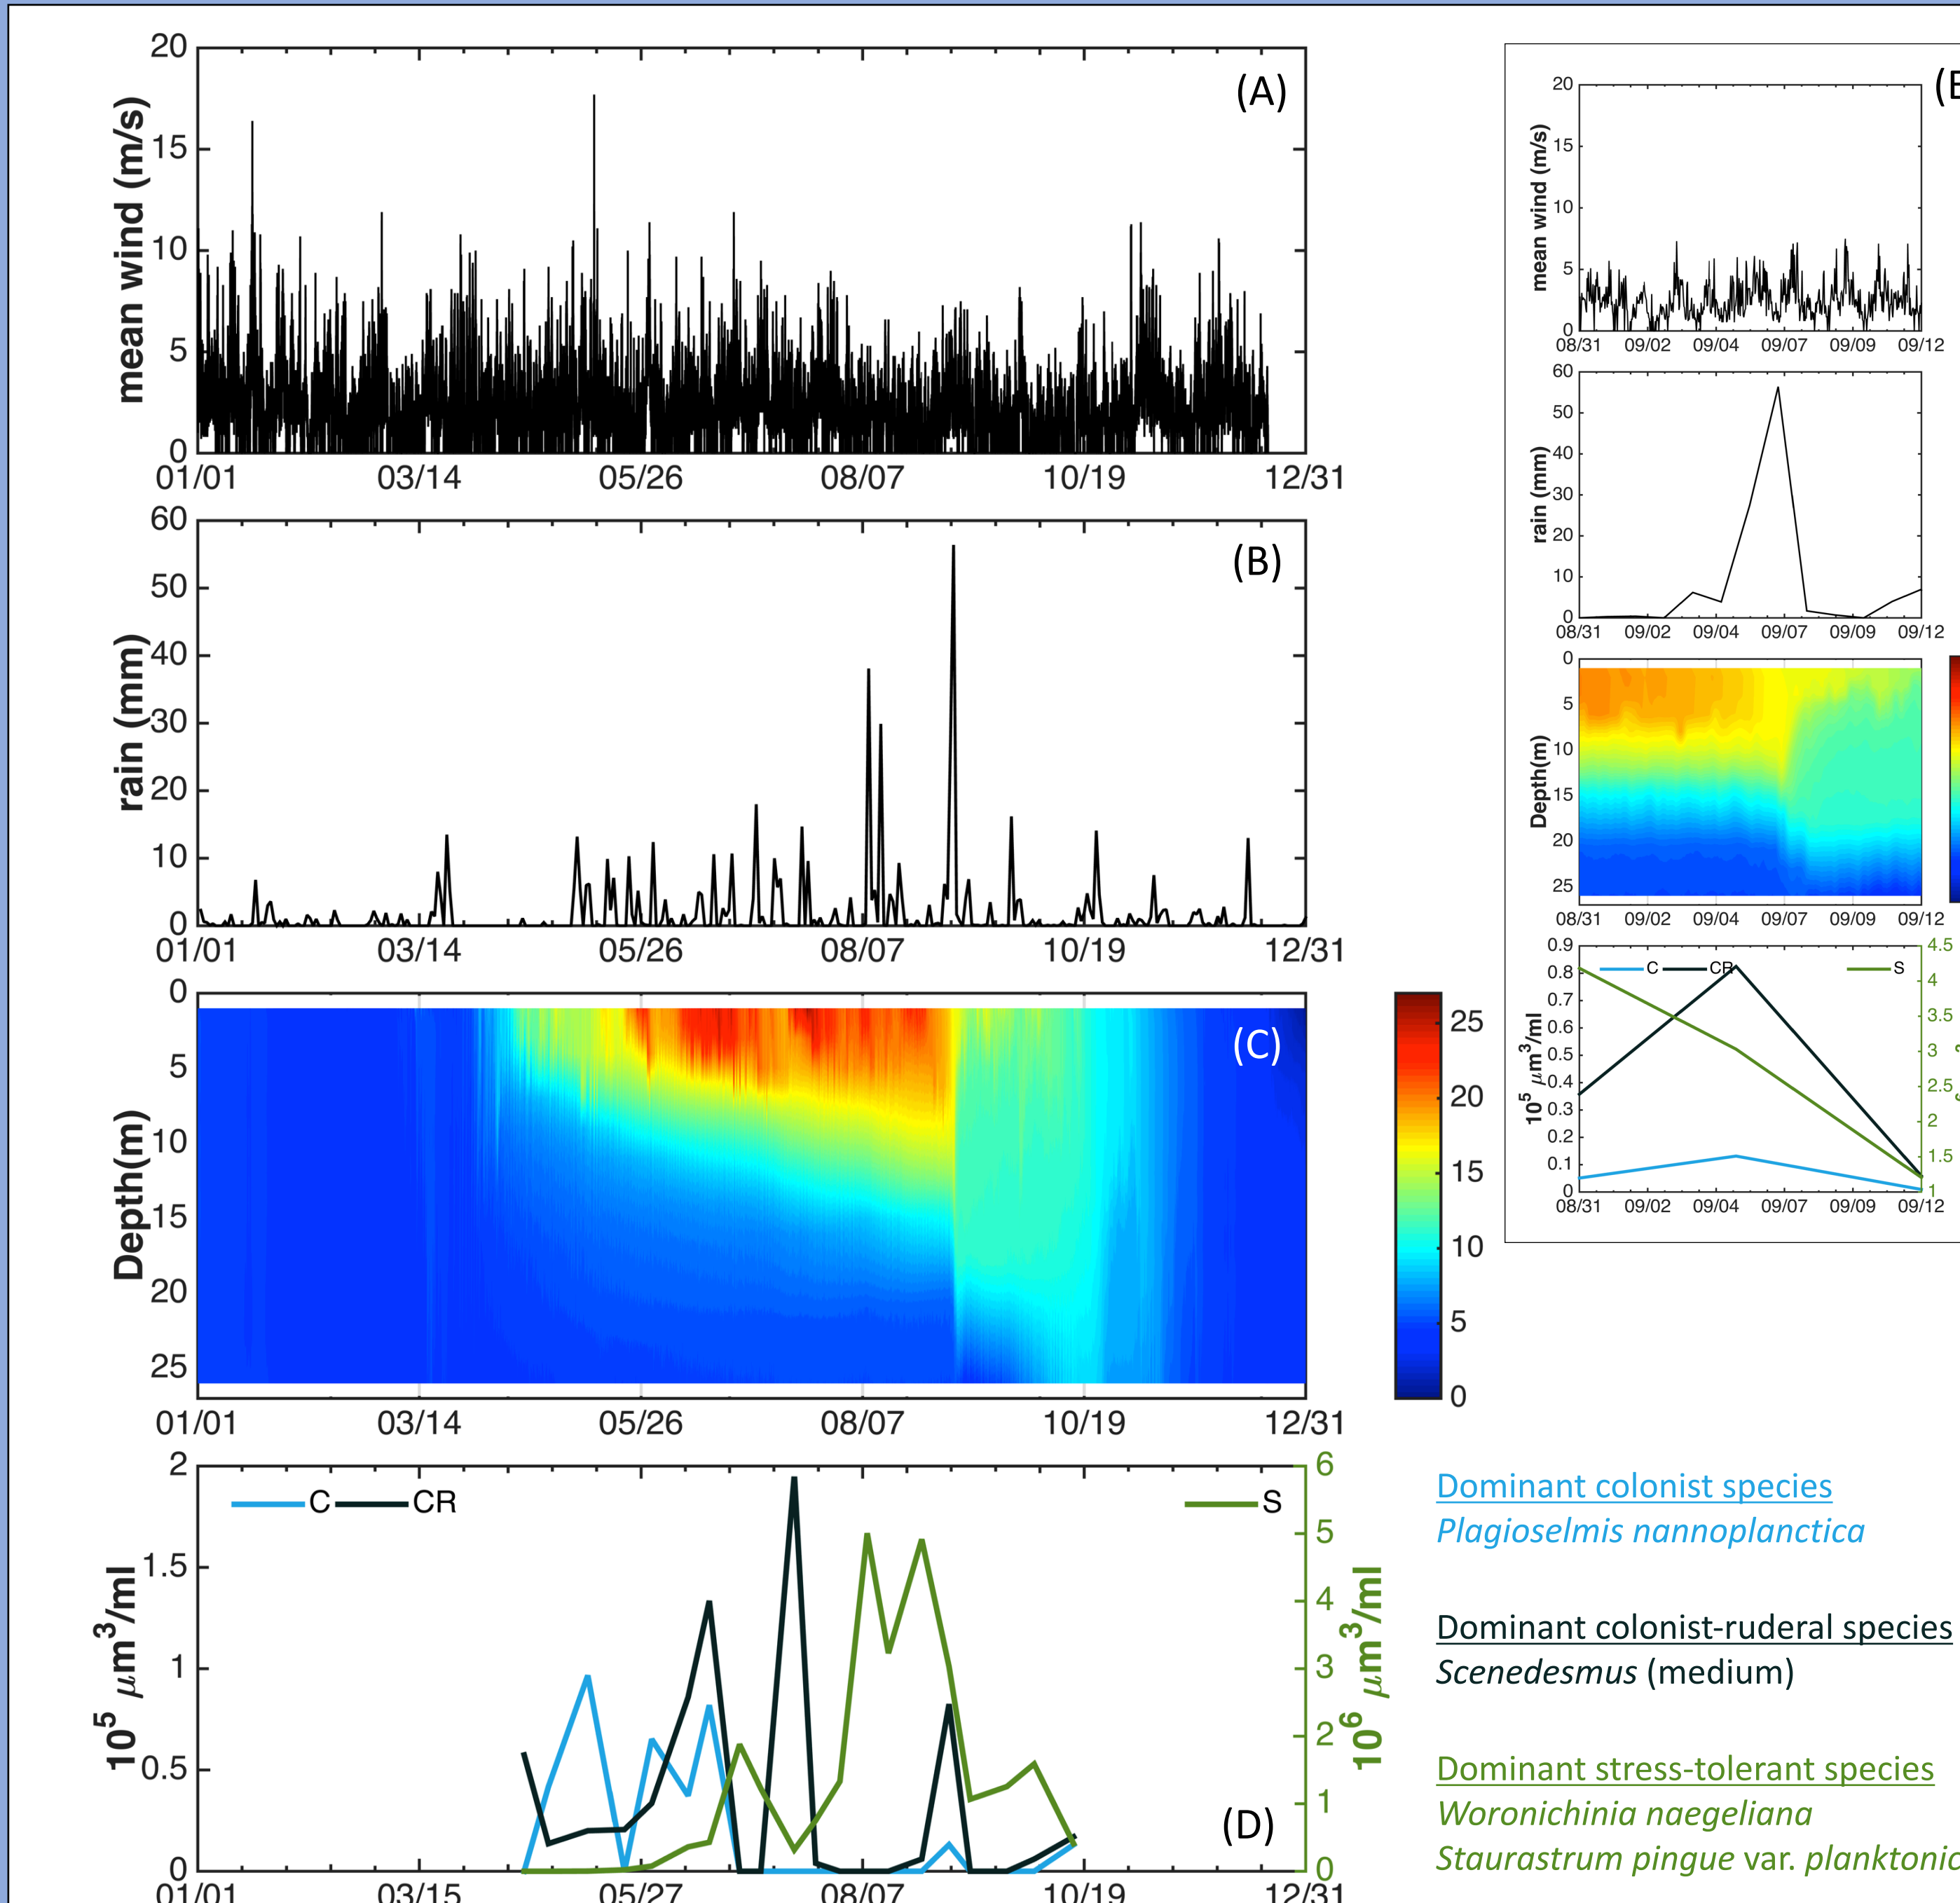 20
15
10
5
0
mean wind (m/s)
(A)
01/01 03/14 05/26 08/07 10/19 12/31
60
50
40
30
20
10
0
rain (mm)
(B)
01/01 03/14 05/26 08/07 10/19 12/31
0
5
10
15
20
25
Depth(m)
(C)
01/01 03/14 05/26 08/07 10/19 12/31
25
20
15
10
5
0
2
1.5
1
0.5
0
10⁵ μm³/ml
C CR S
6
5
4
3
2
1
0
10⁶ μm³/ml
(D)
01/01 03/15 05/27 08/07 10/19 12/31
20
15
10
5
0
mean wind (m/s)
08/31 09/02 09/04 09/07 09/09 09/12
60
50
40
30
20
10
0
rain (mm)
08/31 09/02 09/04 09/07 09/09 09/12
0
5
10
15
20
25
Depth(m)
08/31 09/02 09/04 09/07 09/09 09/12
0.9
0.8
0.7
0.6
0.5
0.4
0.3
0.2
0.1
0
10⁵ μm³/ml
C CR S
4.5
4
3.5
3
2.5
2
1.5
1
08/31 09/02 09/04 09/07 09/09 09/12
Dominant colonist species
Plagioselmis nannoplanctica
Dominant colonist-ruderal species
Scenedesmus (medium)
Dominant stress-tolerant species
Woronichinia naegeliana
Staurastrum pingue var.